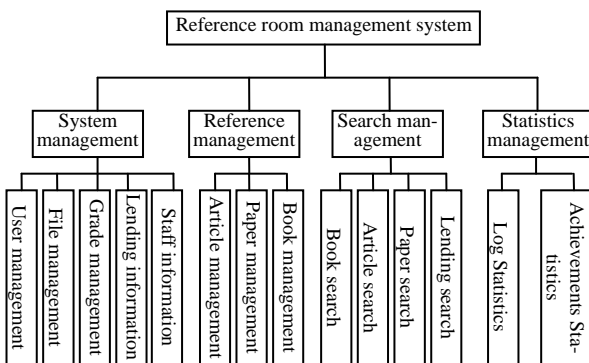 Reference room management system
System
management
Reference
management
Search man-
agement
Statistics
management
User management
File management
Grade management
Lending information
Staff information
Article management
Paper management
Book management
Book search
Article search
Paper search
Lending search
Log Statistics
Achievements Sta-
tistics